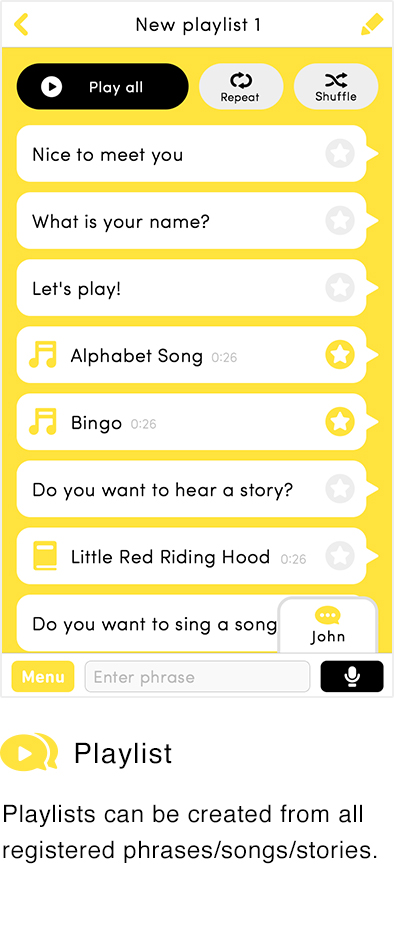 New playlist 1
Play all
Repeat
Shuffle
Nice to meet you
What is your name?
Let's play!
Alphabet Song 0:26
Bingo 0:26
Do you want to hear a story?
Little Red Riding Hood 0:26
Do you want to sing a song
John
Menu
Enter phrase
Playlist
Playlists can be created from all
registered phrases/songs/stories.